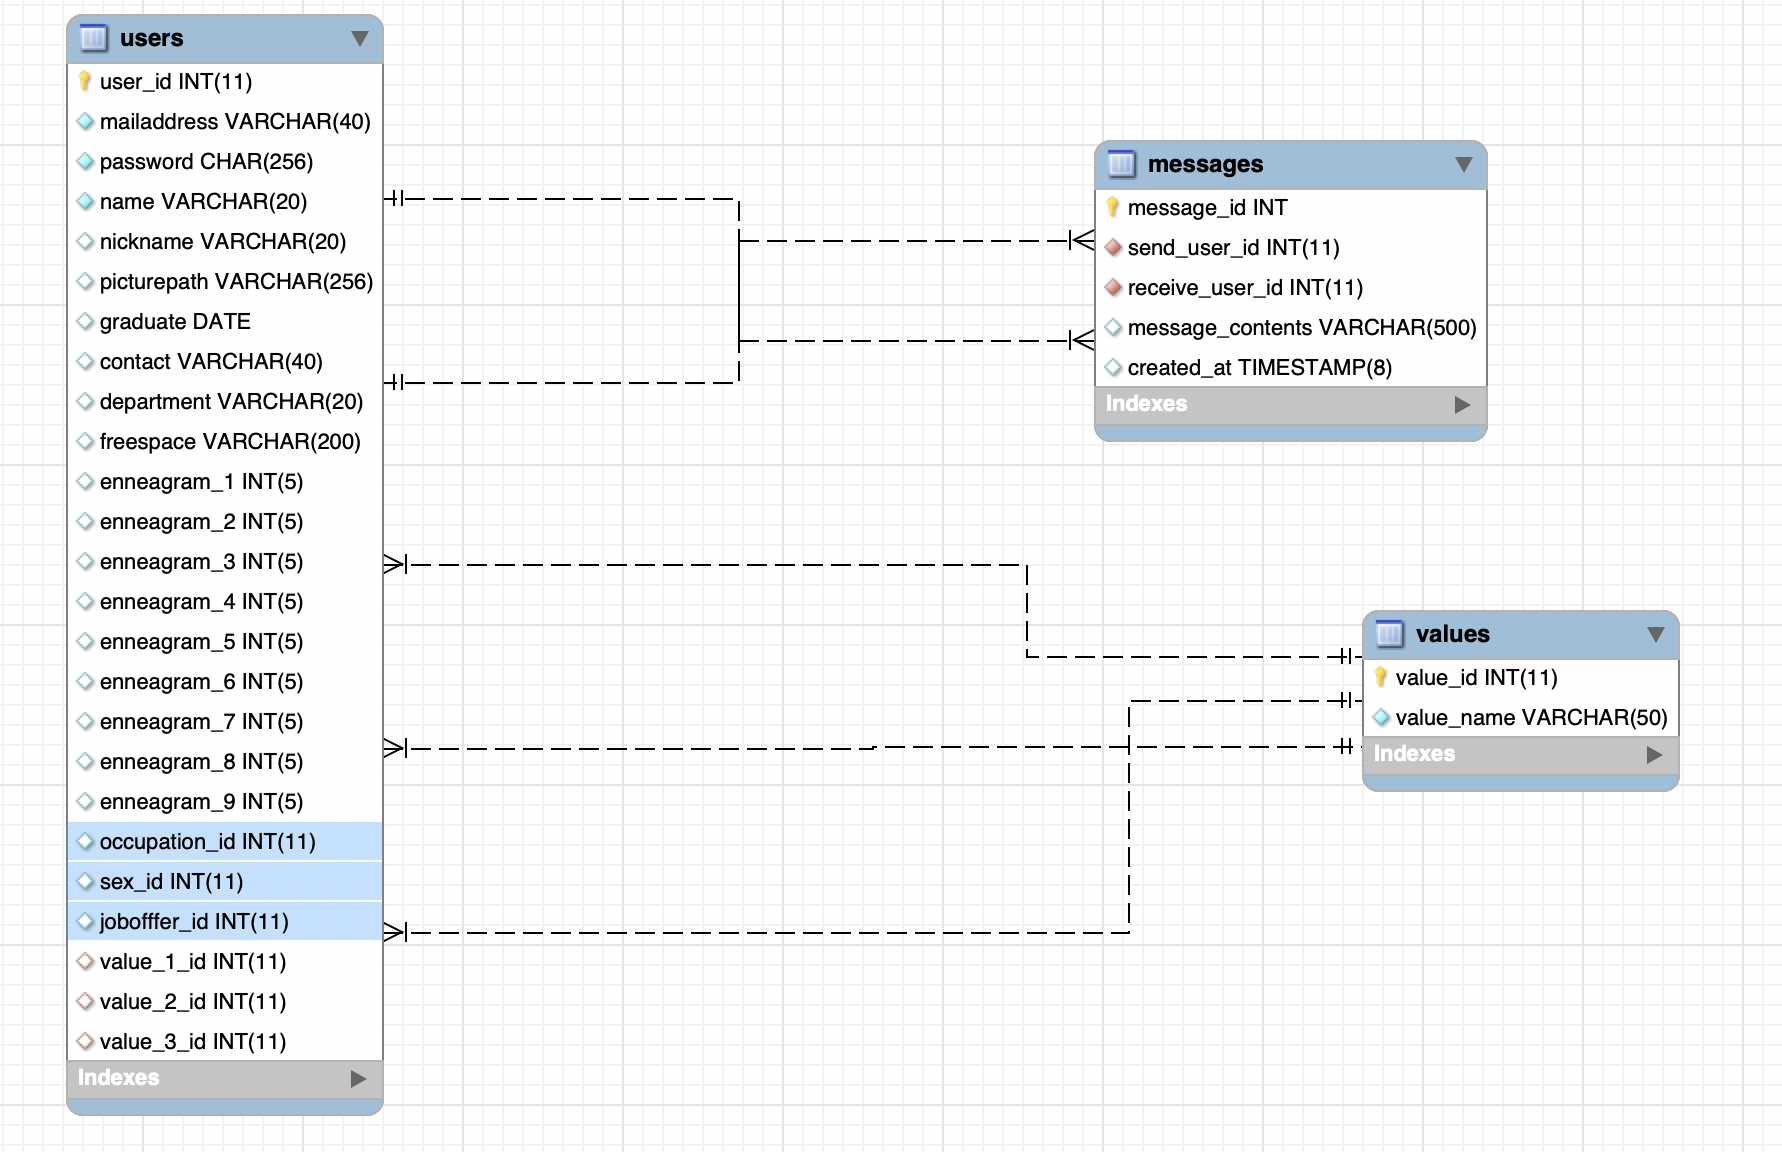 users
user_id INT(11)
mailaddress VARCHAR(40)
password CHAR(256)
name VARCHAR(20)
nickname VARCHAR(20)
picturepath VARCHAR(256)
graduate DATE
contact VARCHAR(40)
department VARCHAR(20)
freespace VARCHAR(200)
enneagram_1 INT(5)
enneagram_2 INT(5)
enneagram_3 INT(5)
enneagram_4 INT(5)
enneagram_5 INT(5)
enneagram_6 INT(5)
enneagram_7 INT(5)
enneagram_8 INT(5)
enneagram_9 INT(5)
occupation_id INT(11)
sex_id INT(11)
jobofffer_id INT(11)
value_1_id INT(11)
value_2_id INT(11)
value_3_id INT(11)
Indexes
messages
message_id INT
send_user_id INT(11)
receive_user_id INT(11)
message_contents VARCHAR(500)
created_at TIMESTAMP(8)
Indexes
values
value_id INT(11)
value_name VARCHAR(50)
Indexes